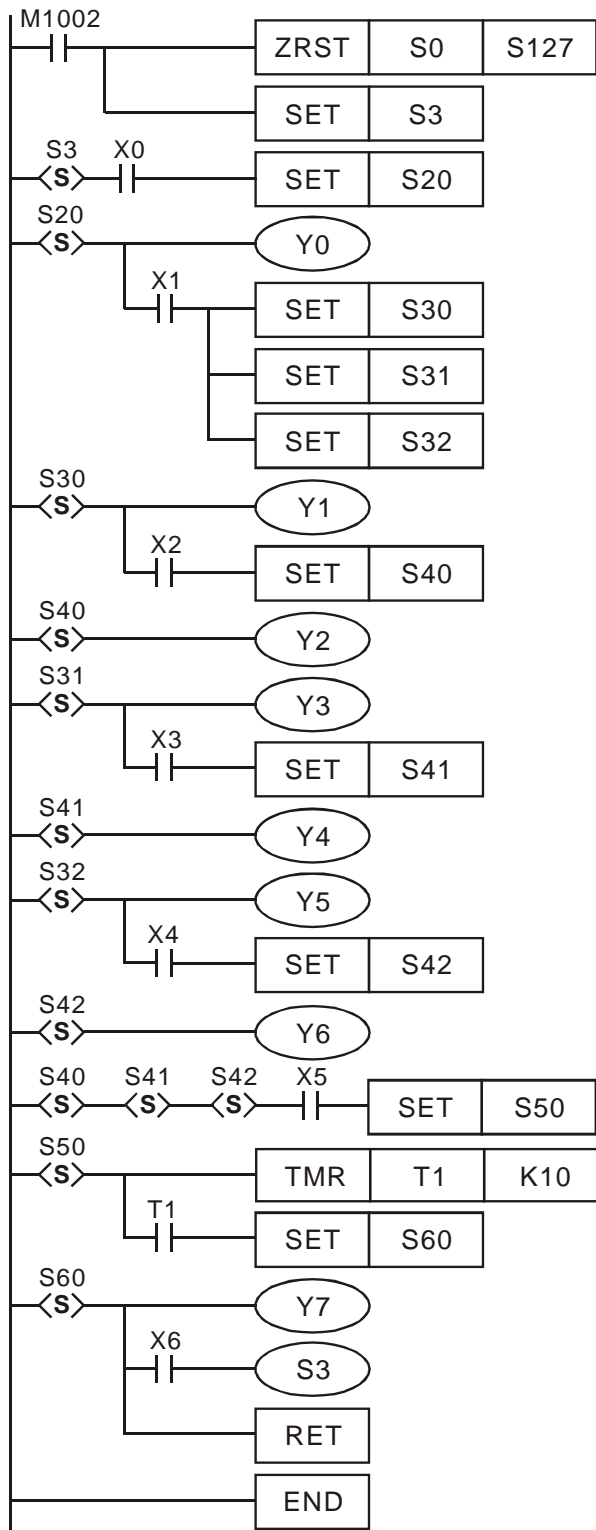 M1002
ZRST S0 S127
SET S3
S3 X0
S SET S20
S20
S Y0
X1
SET S30
SET S31
SET S32
S30
S Y1
X2
SET S40
S40
S Y2
S31
S Y3
X3
SET S41
S41
S Y4
S32
S Y5
X4
SET S42
S42
S Y6
S40 S41 S42 X5
S S S SET S50
S50
S TMR T1 K10
T1
SET S60
S60
S Y7
X6
S3
RET
END